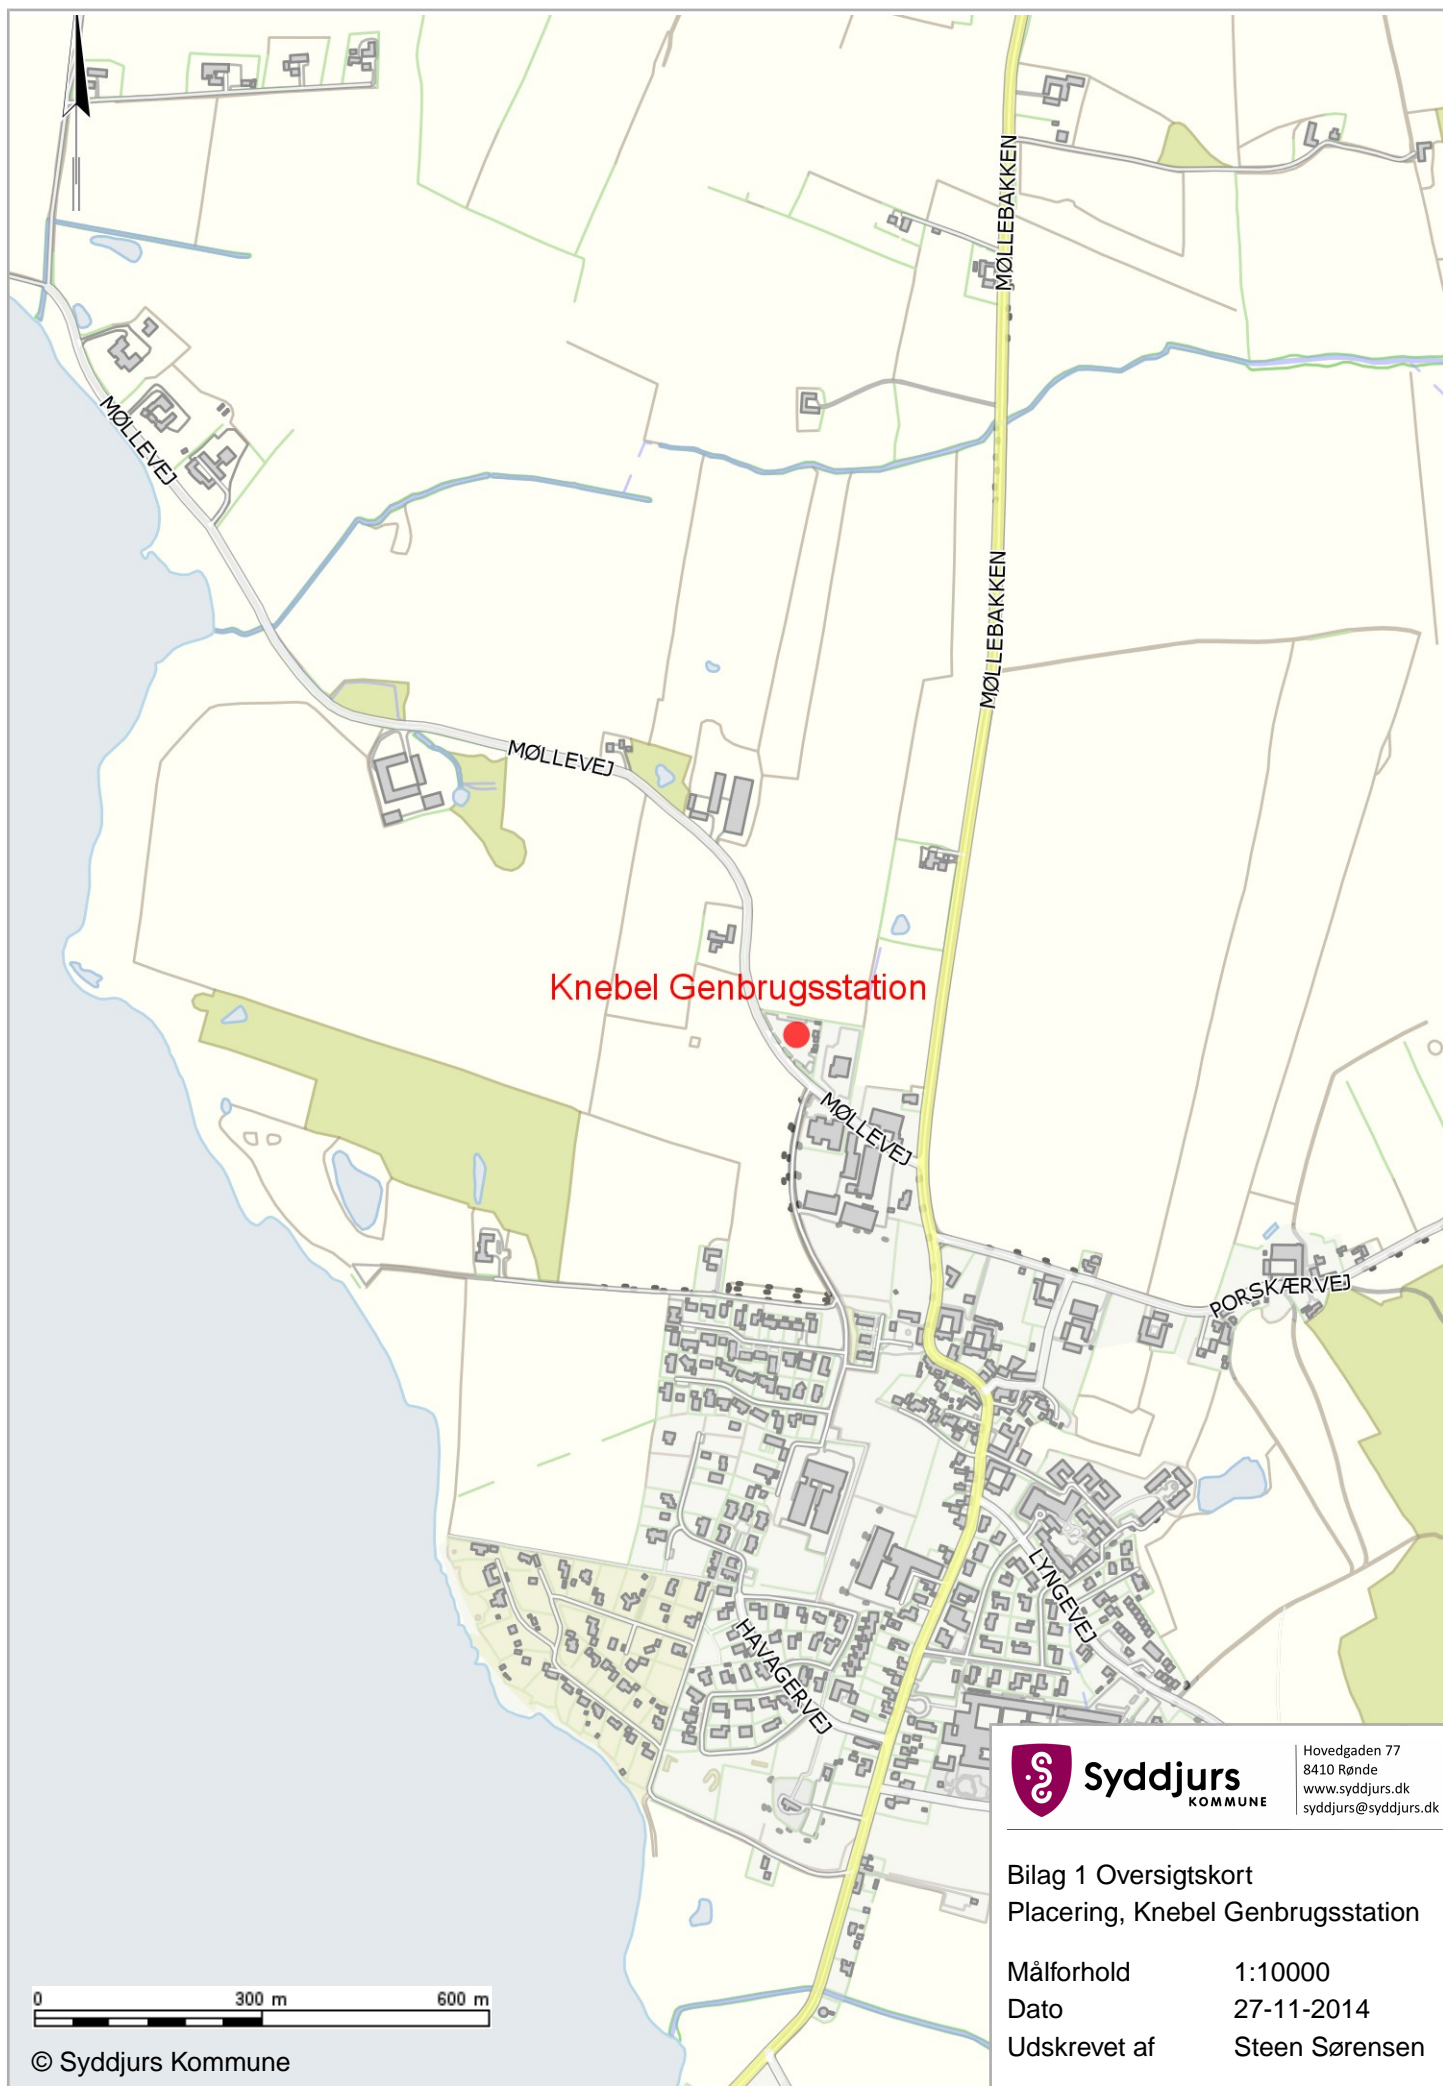 MØLLEBAKKEN
MØLLEVEJ
MØLLEBAKKEN
MØLLEVEJ
Knebel Genbrugsstation
MØLLEVEJ
PORSKÆRVEJ
LYNGEVEJ
HAVAGERVEJ
Syddjurs
KOMMUNE
Hovedgaden 77
8410 Rønde
www.syddjurs.dk
syddjurs@syddjurs.dk
Bilag 1 Oversigtskort
Placering, Knebel Genbrugsstation
Målforhold 1:10000
Dato 27-11-2014
Udskrevet af Steen Sørensen
0 300 m 600 m
© Syddjurs Kommune